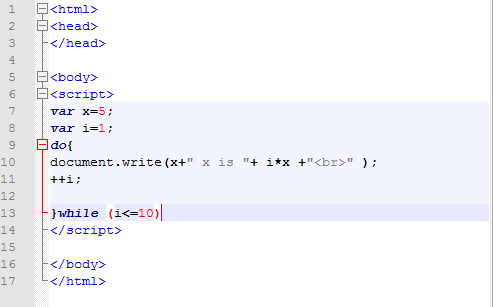 1 <html>
2 <head>
3 </head>
4
5 <body>
6 <script>
7 var x=5;
8 var i=1;
9 do{
10 document.write(x+" x is "+ i*x +"<br>" );
11 ++i;
12
13 }while (i<=10)
14 </script>
15
16 </body>
17 </html>